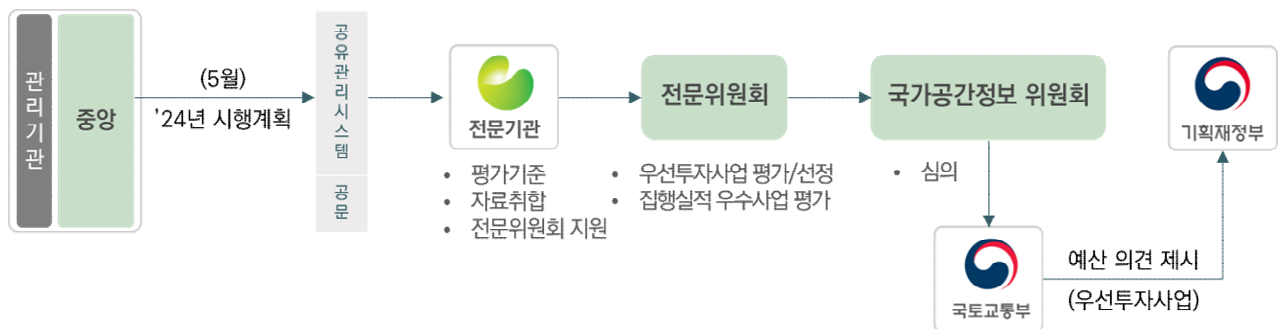 관리기관
중앙
(5월)
’24년 시행계획
공유관리시스템
공문
전문기관
• 평가기준
• 자료취합
• 전문위원회 지원
전문위원회
• 우선투자사업 평가/선정
• 집행실적 우수사업 평가
국가공간정보 위원회
• 심의
국토교통부
예산 의견 제시
(우선투자사업)
기획재정부